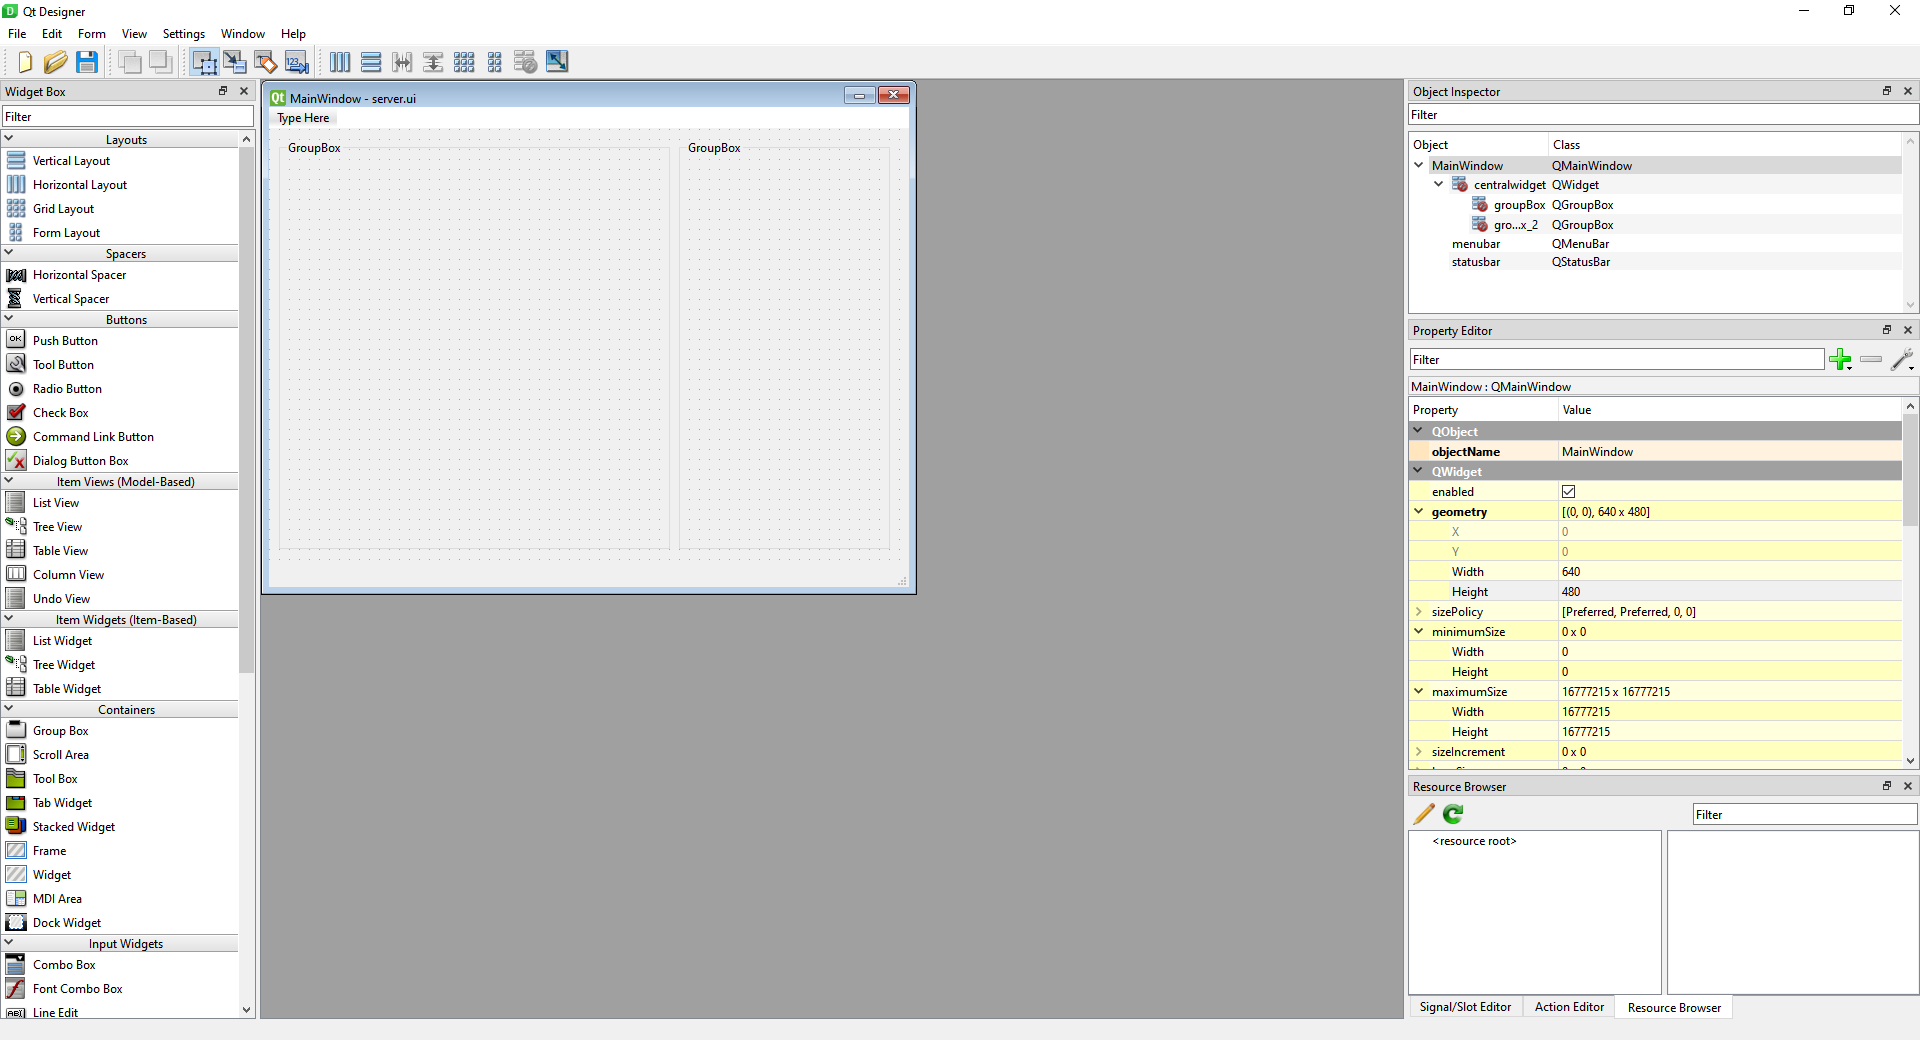 Qt Designer
File Edit Form View Settings Window Help
Widget Box
Filter
Layouts
Vertical Layout
Horizontal Layout
Grid Layout
Form Layout
Spacers
Horizontal Spacer
Vertical Spacer
Buttons
Push Button
Tool Button
Radio Button
Check Box
Command Link Button
Dialog Button Box
Item Views (Model-Based)
List View
Tree View
Table View
Column View
Undo View
Item Widgets (Item-Based)
List Widget
Tree Widget
Table Widget
Containers
Group Box
Scroll Area
Tool Box
Tab Widget
Stacked Widget
Frame
Widget
MDI Area
Dock Widget
Input Widgets
Combo Box
Font Combo Box
Line Edit
MainWindow - server.ui
Type Here
GroupBox
GroupBox
Object Inspector
Filter
Object Class
MainWindow QMainWindow
centralwidget QWidget
groupBox QGroupBox
gro...x_2 QGroupBox
menubar QMenuBar
statusbar QStatusBar
Property Editor
Filter
MainWindow : QMainWindow
Property Value
QObject
objectName MainWindow
QWidget
enabled
geometry [(0, 0), 640 x 480]
X 0
Y 0
Width 640
Height 480
sizePolicy [Preferred, Preferred, 0, 0]
minimumSize 0 x 0
Width 0
Height 0
maximumSize 16777215 x 16777215
Width 16777215
Height 16777215
sizeIncrement 0 x 0
Resource Browser
Filter
<resource root>
Signal/Slot Editor Action Editor Resource Browser